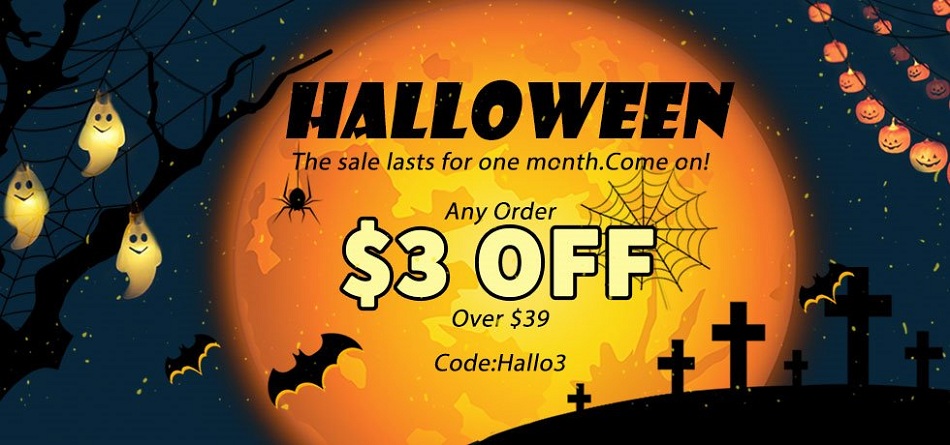 HALLOWEEN
The sale lasts for one month.Come on!
Any Order
$3 OFF
Over $39
Code:Hallo3